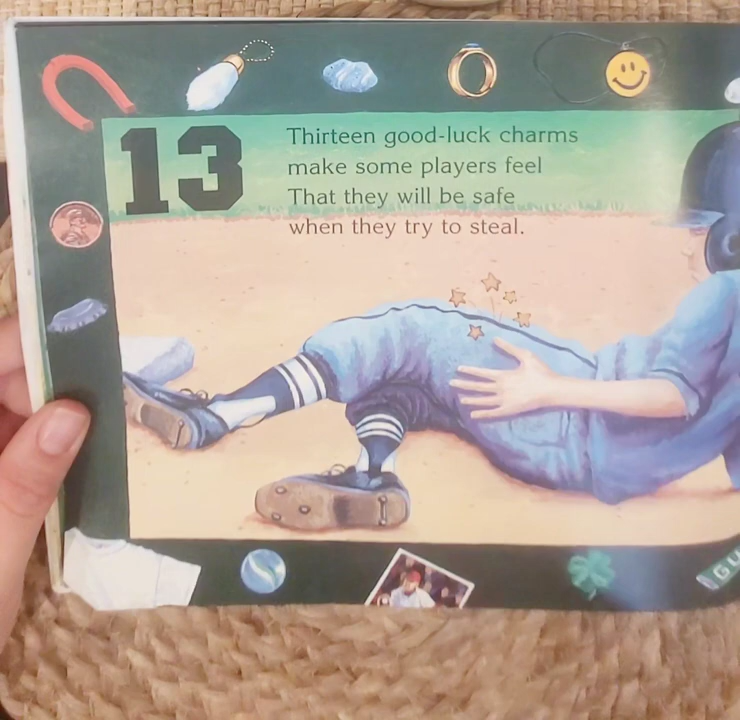 13
Thirteen good-luck charms
make some players feel
That they will be safe
when they try to steal.